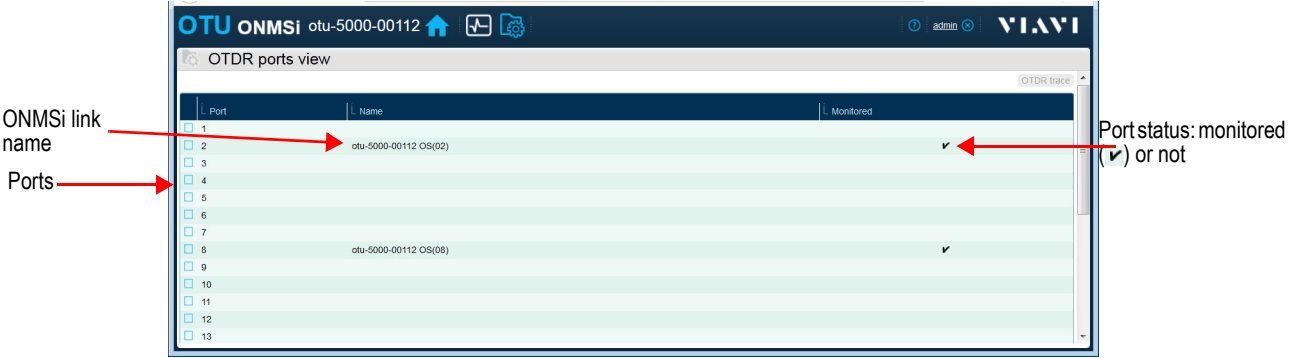 OTU ONMSi otu-5000-00112 ? admin VIAVI
OTDR ports view
OTDR trace
Port Name Monitored
1
2 otu-5000-00112 OS(02) ✔
3
4
5
6
7
8 otu-5000-00112 OS(08) ✔
9
10
11
12
13
ONMSi link
name
Ports
Port status: monitored
(✔) or not